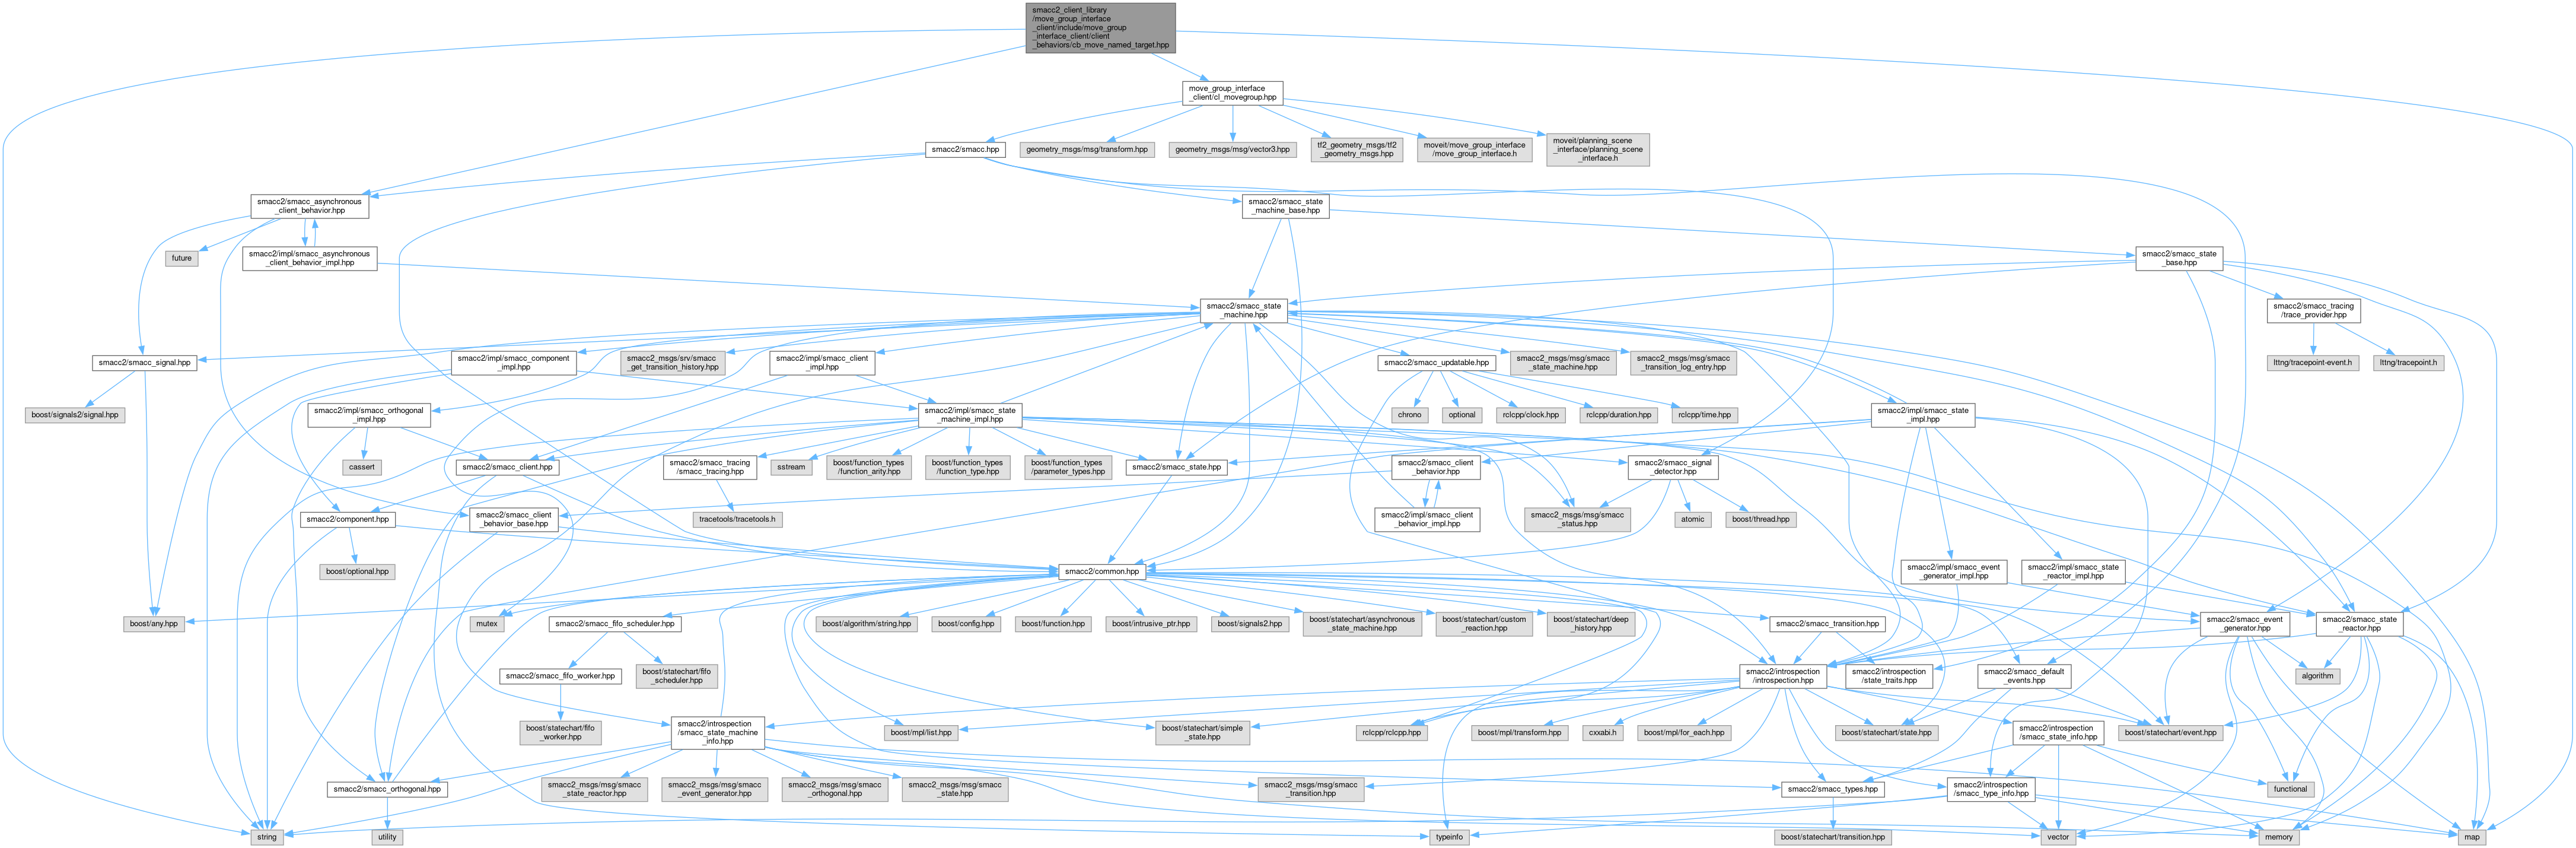 smacc2_client_library
/move_group_interface
_client/include/move_group
_interface_client/client
_behaviors/cb_move_named_target.hpp
move_group_interface
_client/cl_movegroup.hpp
smacc2/smacc.hpp
geometry_msgs/msg/transform.hpp
geometry_msgs/msg/vector3.hpp
tf2_geometry_msgs/tf2
_geometry_msgs.hpp
moveit/move_group_interface
/move_group_interface.h
moveit/planning_scene
_interface/planning_scene
_interface.h
smacc2/smacc_asynchronous
_client_behavior.hpp
smacc2/smacc_state
_machine_base.hpp
future
smacc2/impl/smacc_asynchronous
_client_behavior_impl.hpp
smacc2/smacc_state
_base.hpp
smacc2/smacc_state
_machine.hpp
smacc2/smacc_tracing
/trace_provider.hpp
smacc2/smacc_signal.hpp
smacc2/impl/smacc_component
_impl.hpp
smacc2_msgs/srv/smacc
_get_transition_history.hpp
smacc2/impl/smacc_client
_impl.hpp
smacc2/smacc_updatable.hpp
smacc2_msgs/msg/smacc
_state_machine.hpp
smacc2_msgs/msg/smacc
_transition_log_entry.hpp
lttng/tracepoint-event.h
lttng/tracepoint.h
boost/signals2/signal.hpp
smacc2/impl/smacc_orthogonal
_impl.hpp
smacc2/impl/smacc_state
_machine_impl.hpp
chrono
optional
rclcpp/clock.hpp
rclcpp/duration.hpp
rclcpp/time.hpp
smacc2/impl/smacc_state
_impl.hpp
cassert
smacc2/smacc_client.hpp
smacc2/smacc_tracing
/smacc_tracing.hpp
sstream
boost/function_types
/function_arity.hpp
boost/function_types
/function_type.hpp
boost/function_types
/parameter_types.hpp
smacc2/smacc_state.hpp
smacc2/smacc_client
_behavior.hpp
smacc2/smacc_signal
_detector.hpp
smacc2/component.hpp
smacc2/smacc_client
_behavior_base.hpp
tracetools/tracetools.h
smacc2/impl/smacc_client
_behavior_impl.hpp
smacc2_msgs/msg/smacc
_status.hpp
atomic
boost/thread.hpp
boost/optional.hpp
smacc2/common.hpp
smacc2/impl/smacc_event
_generator_impl.hpp
smacc2/impl/smacc_state
_reactor_impl.hpp
boost/any.hpp
mutex
smacc2/smacc_fifo_scheduler.hpp
boost/algorithm/string.hpp
boost/config.hpp
boost/function.hpp
boost/intrusive_ptr.hpp
boost/signals2.hpp
boost/statechart/asynchronous
_state_machine.hpp
boost/statechart/custom
_reaction.hpp
boost/statechart/deep
_history.hpp
smacc2/smacc_transition.hpp
smacc2/smacc_event
_generator.hpp
smacc2/smacc_state
_reactor.hpp
smacc2/smacc_fifo_worker.hpp
boost/statechart/fifo
_scheduler.hpp
smacc2/introspection
/introspection.hpp
smacc2/introspection
/state_traits.hpp
smacc2/smacc_default
_events.hpp
algorithm
boost/statechart/fifo
_worker.hpp
smacc2/introspection
/smacc_state_machine
_info.hpp
boost/mpl/list.hpp
boost/statechart/simple
_state.hpp
rclcpp/rclcpp.hpp
boost/mpl/transform.hpp
cxxabi.h
boost/mpl/for_each.hpp
boost/statechart/state.hpp
smacc2/introspection
/smacc_state_info.hpp
boost/statechart/event.hpp
smacc2/smacc_orthogonal.hpp
smacc2_msgs/msg/smacc
_state_reactor.hpp
smacc2_msgs/msg/smacc
_event_generator.hpp
smacc2_msgs/msg/smacc
_orthogonal.hpp
smacc2_msgs/msg/smacc
_state.hpp
smacc2_msgs/msg/smacc
_transition.hpp
smacc2/smacc_types.hpp
smacc2/introspection
/smacc_type_info.hpp
functional
string
utility
typeinfo
boost/statechart/transition.hpp
vector
memory
map